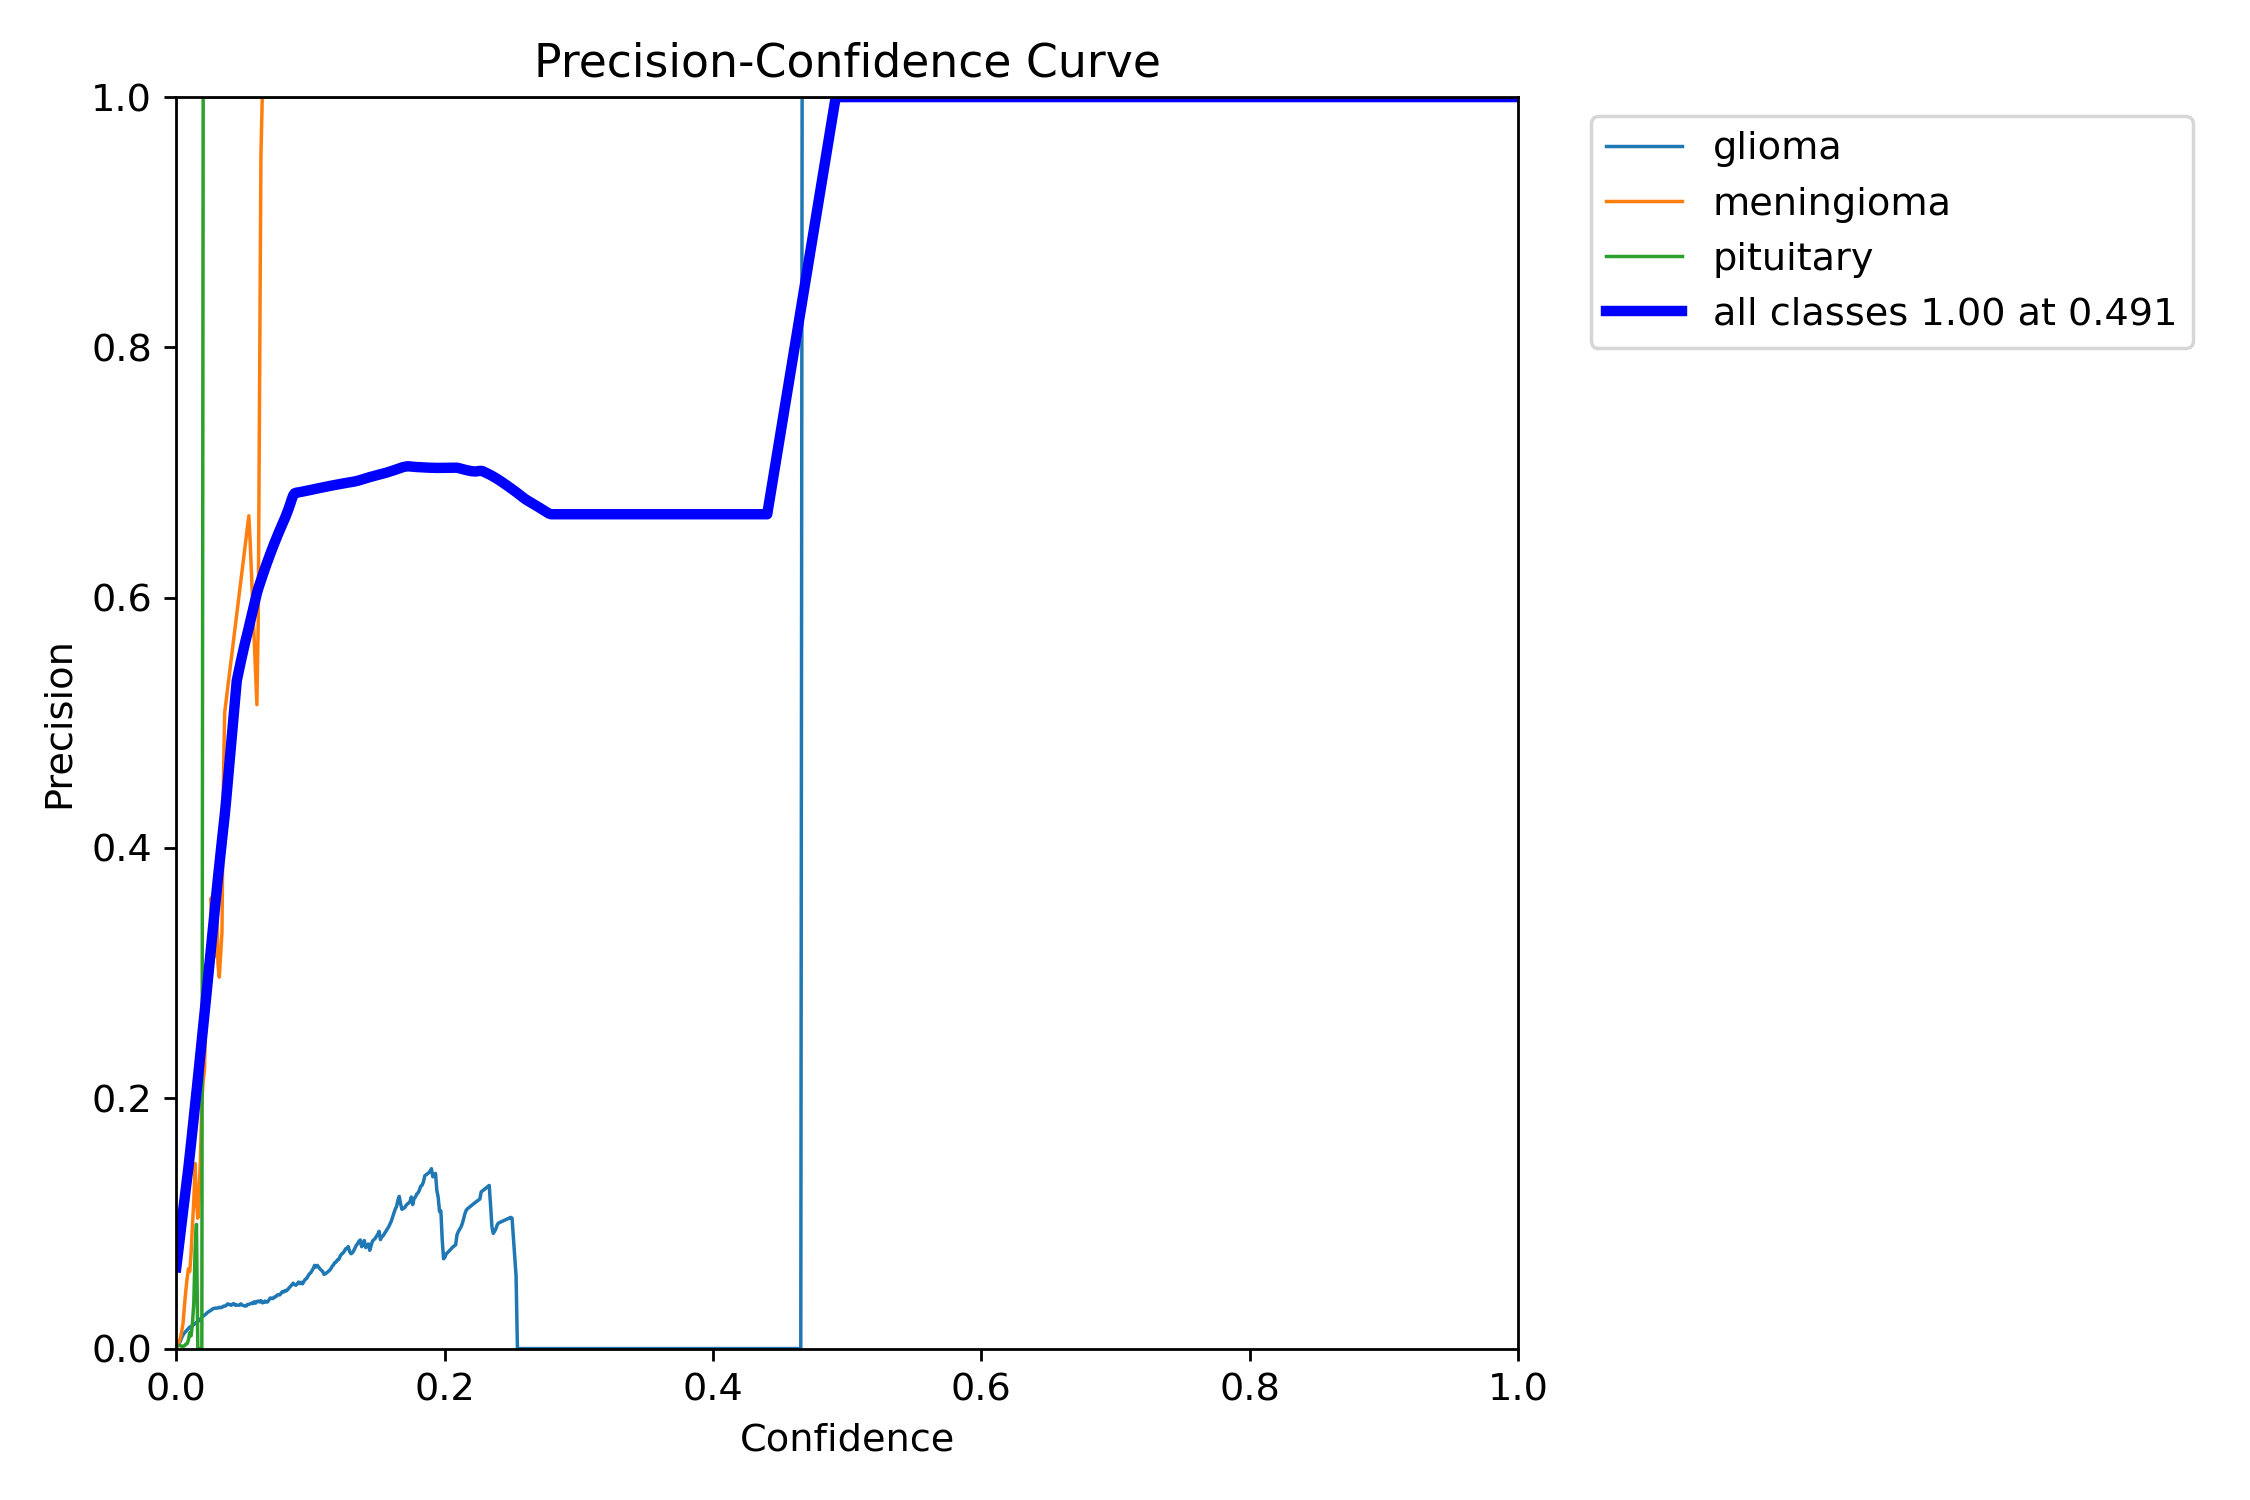 Precision-Confidence Curve
1.0
0.8
0.6
0.4
0.2
0.0
Precision
0.0 0.2 0.4 0.6 0.8 1.0
Confidence
glioma
meningioma
pituitary
all classes 1.00 at 0.491